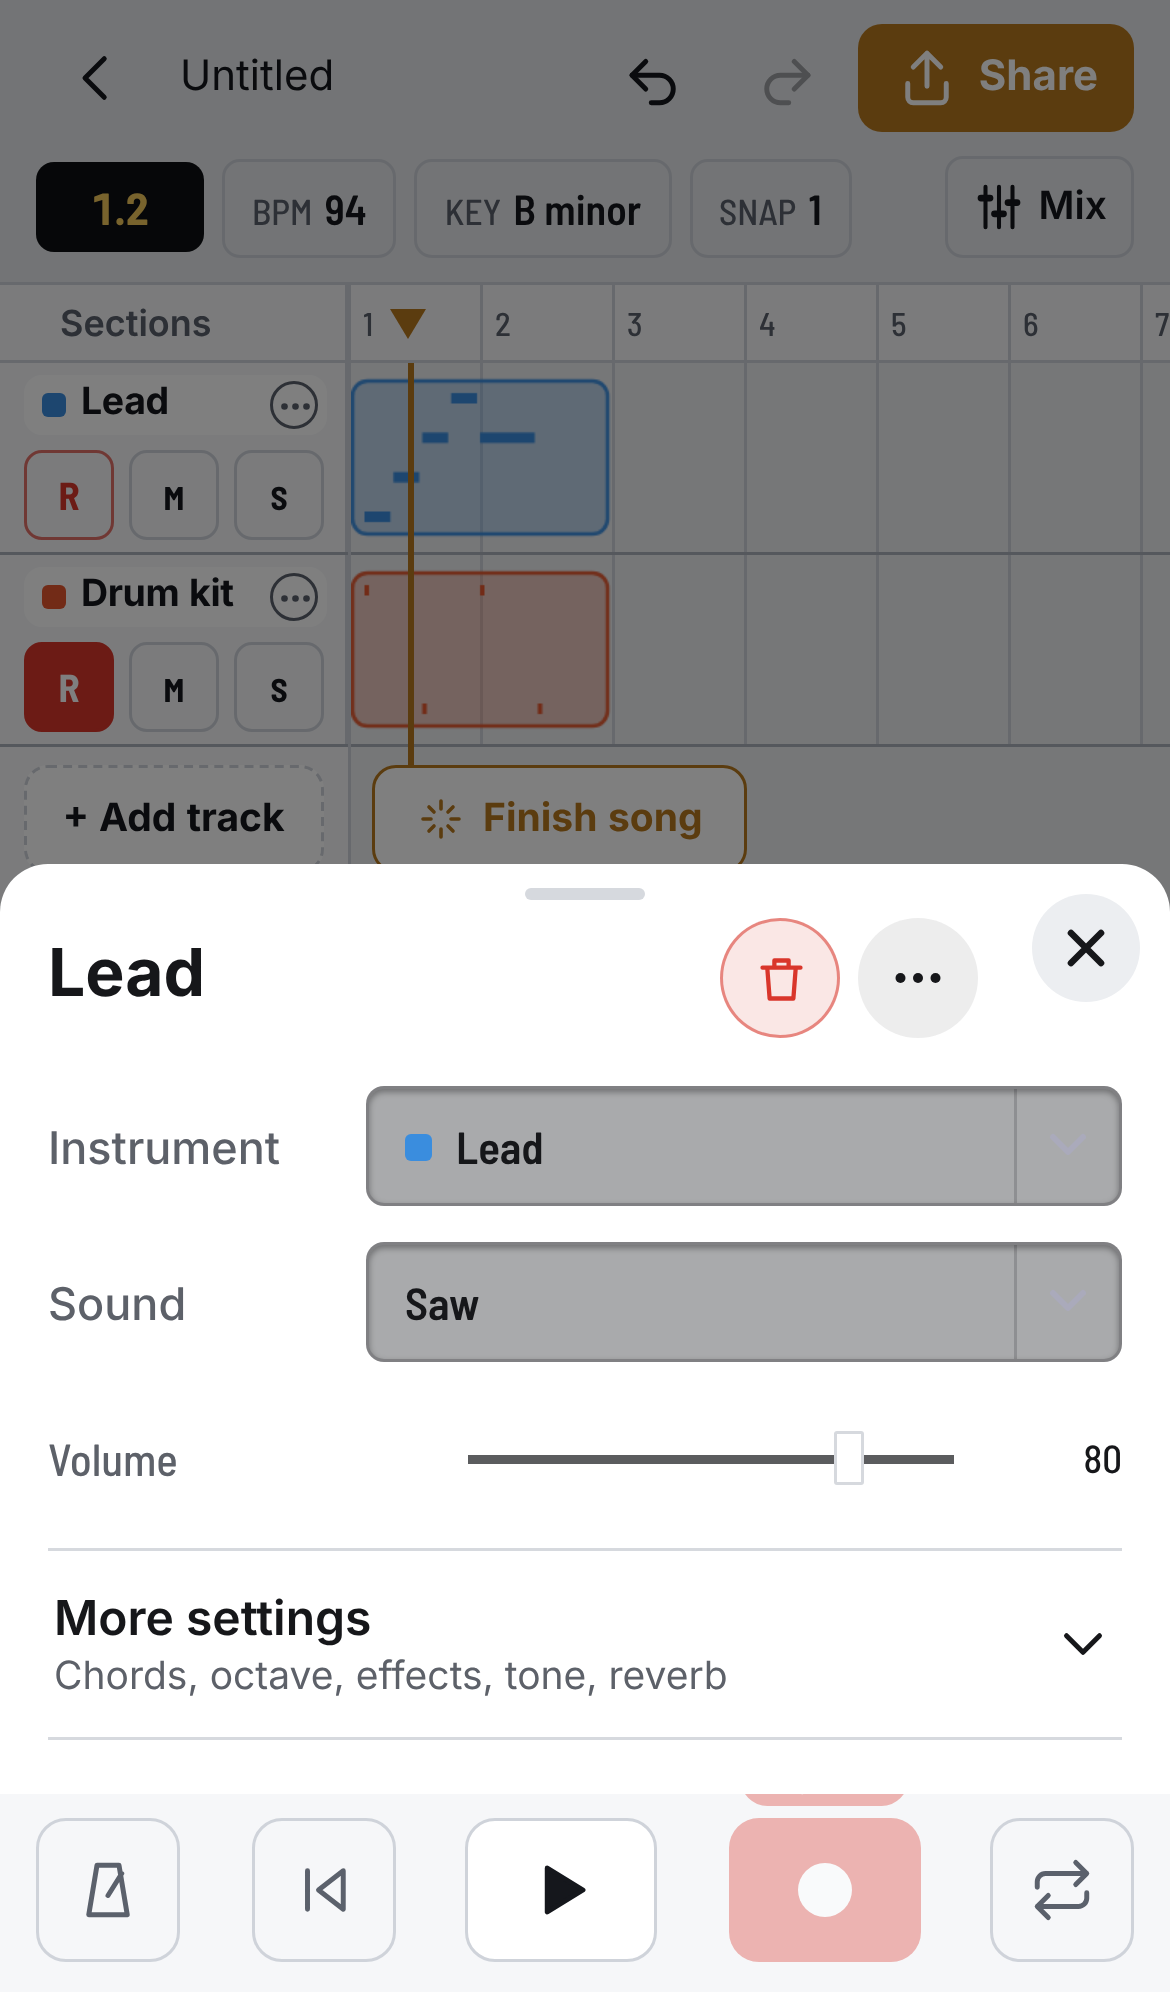 Untitled
Share
1.2
BPM 94
KEY B minor
SNAP 1
Mix
Sections
1
2
3
4
5
6
7
Lead
R
M
S
Drum kit
R
M
S
+ Add track
Finish song
Lead
Instrument
Lead
Sound
Saw
Volume
80
More settings
Chords, octave, effects, tone, reverb